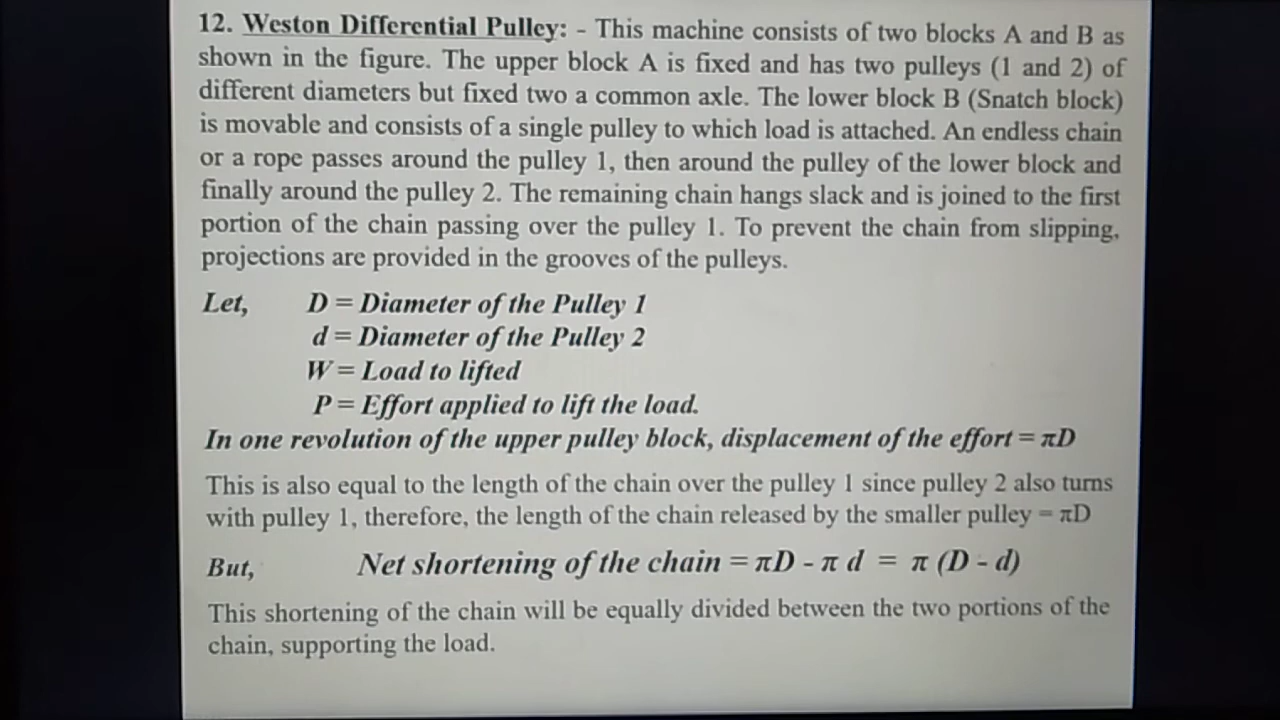 12. Weston Differential Pulley: - This machine consists of two blocks A and B as
shown in the figure. The upper block A is fixed and has two pulleys (1 and 2) of
different diameters but fixed two a common axle. The lower block B (Snatch block)
is movable and consists of a single pulley to which load is attached. An endless chain
or a rope passes around the pulley 1, then around the pulley of the lower block and
finally around the pulley 2. The remaining chain hangs slack and is joined to the first
portion of the chain passing over the pulley 1. To prevent the chain from slipping,
projections are provided in the grooves of the pulleys.
Let, D = Diameter of the Pulley 1
d = Diameter of the Pulley 2
W = Load to lifted
P = Effort applied to lift the load.
In one revolution of the upper pulley block, displacement of the effort = πD
This is also equal to the length of the chain over the pulley 1 since pulley 2 also turns
with pulley 1, therefore, the length of the chain released by the smaller pulley = πD
But, Net shortening of the chain = πD - π d = π (D - d)
This shortening of the chain will be equally divided between the two portions of the
chain, supporting the load.